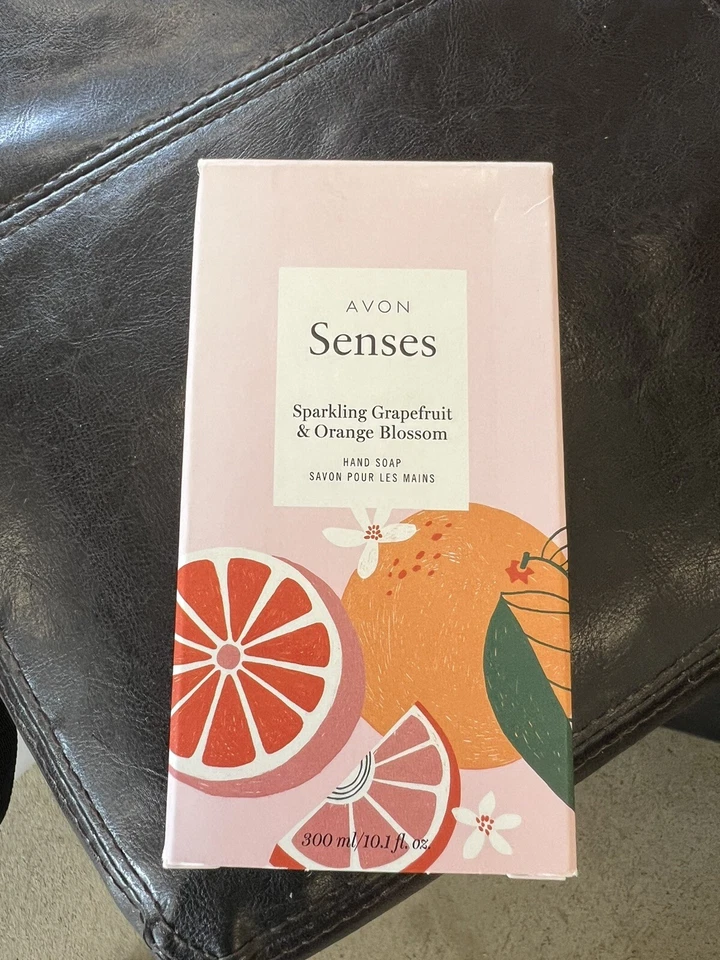 AVON
Senses
Sparkling Grapefruit
& Orange Blossom
HAND SOAP
SAVON POUR LES MAINS
300 ml/10.1 fl. oz.